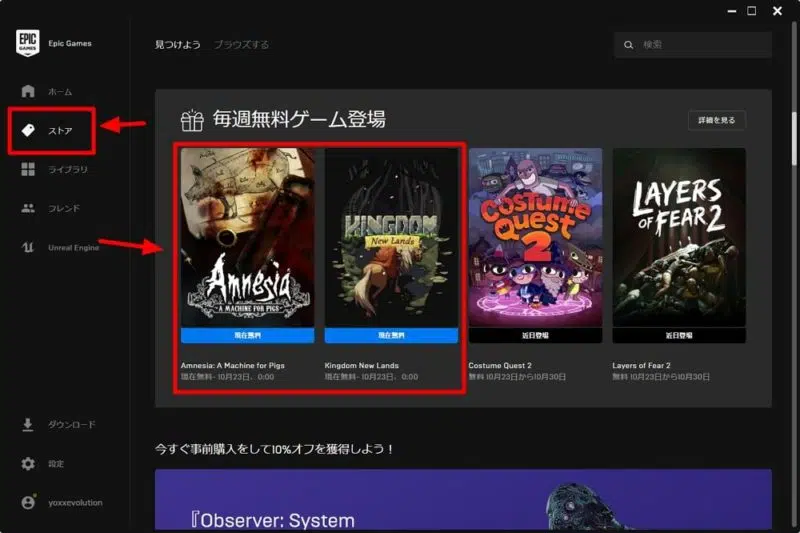 EPIC
GAMES
Epic Games
ホーム
ストア
ライブラリ
フレンド
Unreal Engine
ダウンロード
設定
yoxxevolution
見つけよう
ブラウズする
検索
毎週無料ゲーム登場
詳細を見る
Amnesia
A MACHINE FOR PIGS
現在無料
Amnesia: A Machine for Pigs
現在無料- 10月23日、0:00
KINGDOM
New Lands
現在無料
Kingdom New Lands
現在無料- 10月23日、0:00
Costume
Quest
2
近日登場
Costume Quest 2
無料 10月23日から10月30日
LAYERS
OF FEAR 2
近日登場
Layers of Fear 2
無料 10月23日から10月30日
今すぐ事前購入をして10%オフを獲得しよう！
『Observer: System